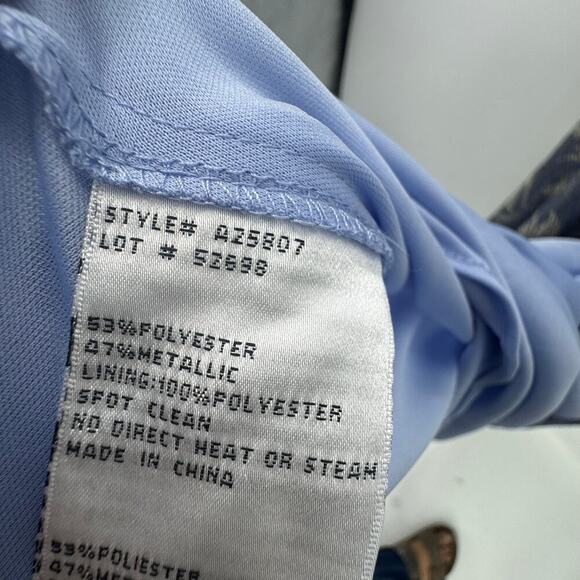 STYLE# A25807
LOT # 52698
53%POLYESTER
47%METALLIC
LINING:100%POLYESTER
SPOT CLEAN
NO DIRECT HEAT OR STEAM
MADE IN CHINA
53%POLIESTER